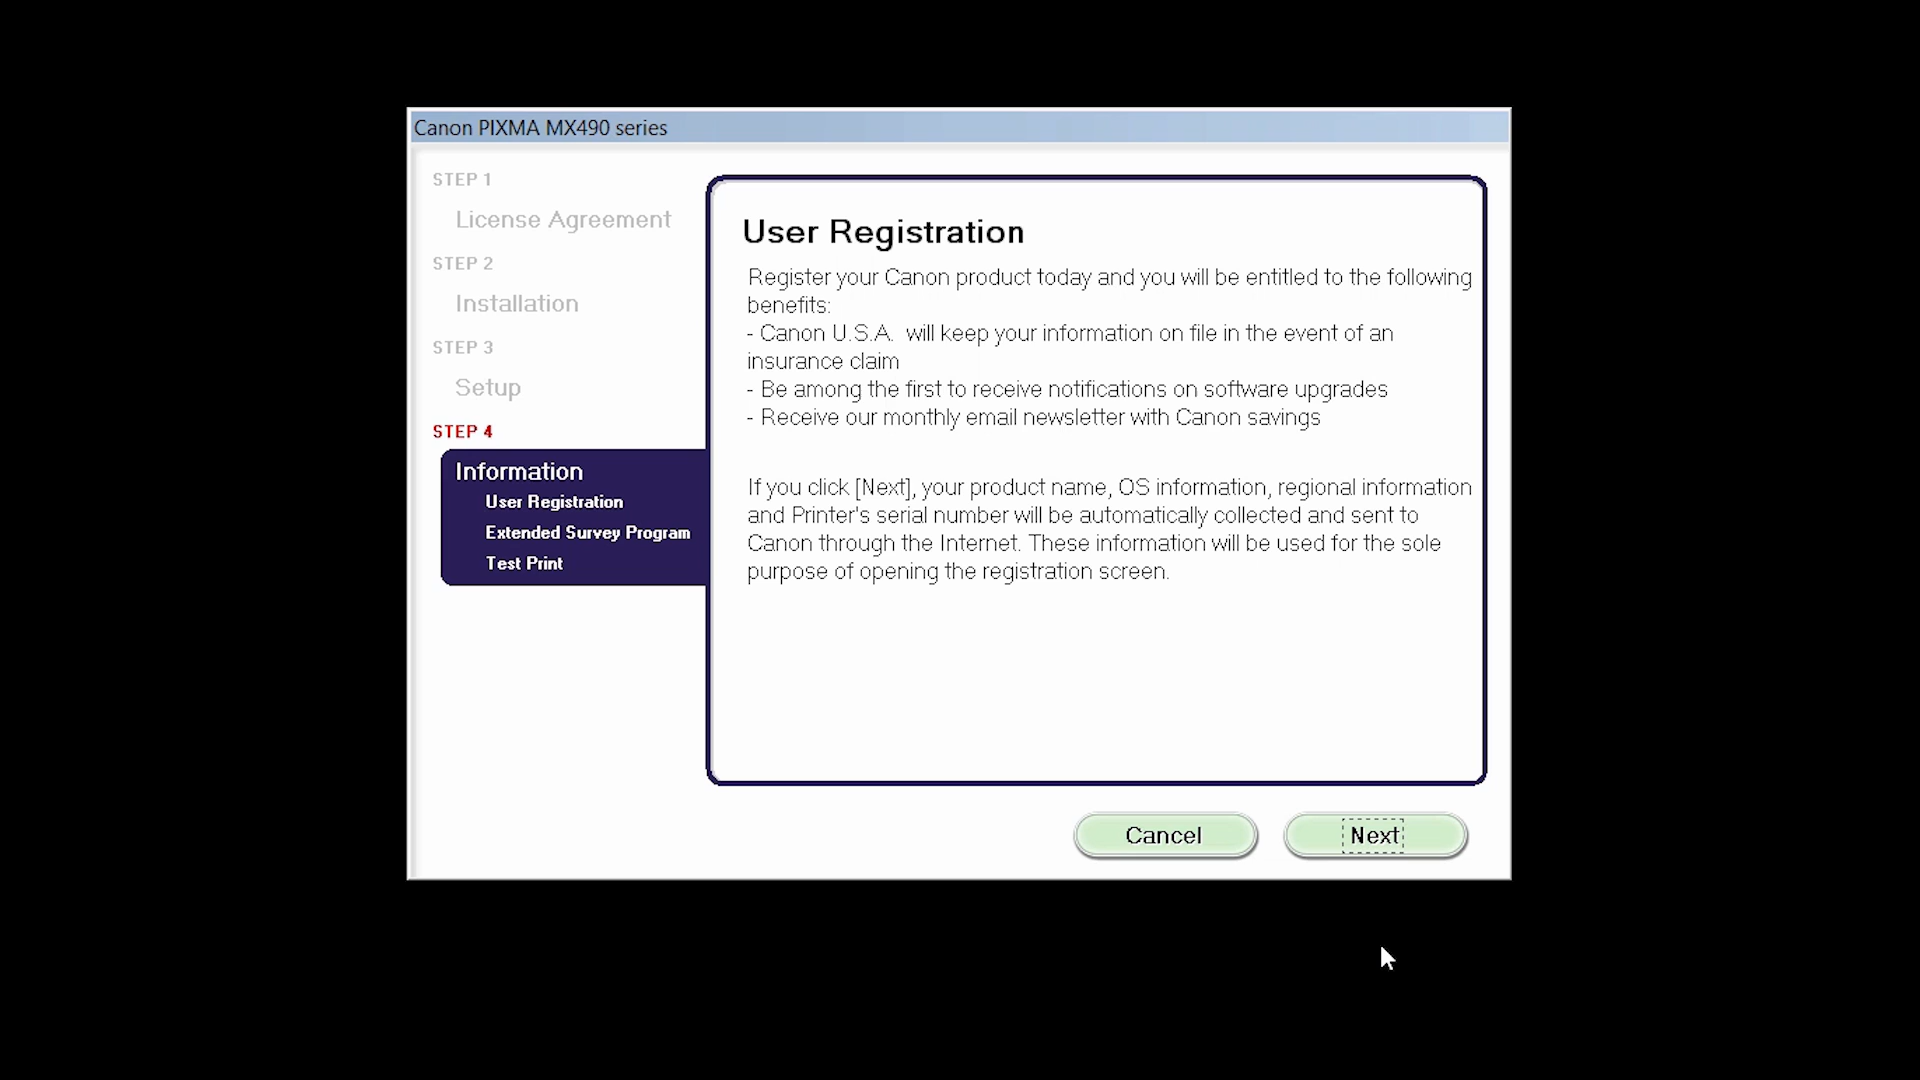 Canon PIXMA MX490 series
STEP 1
License Agreement
STEP 2
Installation
STEP 3
Setup
STEP 4
Information
User Registration
Extended Survey Program
Test Print
User Registration
Register your Canon product today and you will be entitled to the following
benefits:
- Canon U.S.A.  will keep your information on file in the event of an
insurance claim
- Be among the first to receive notifications on software upgrades
- Receive our monthly email newsletter with Canon savings
If you click [Next], your product name, OS information, regional information
and Printer's serial number will be automatically collected and sent to
Canon through the Internet. These information will be used for the sole
purpose of opening the registration screen.
Cancel
Next